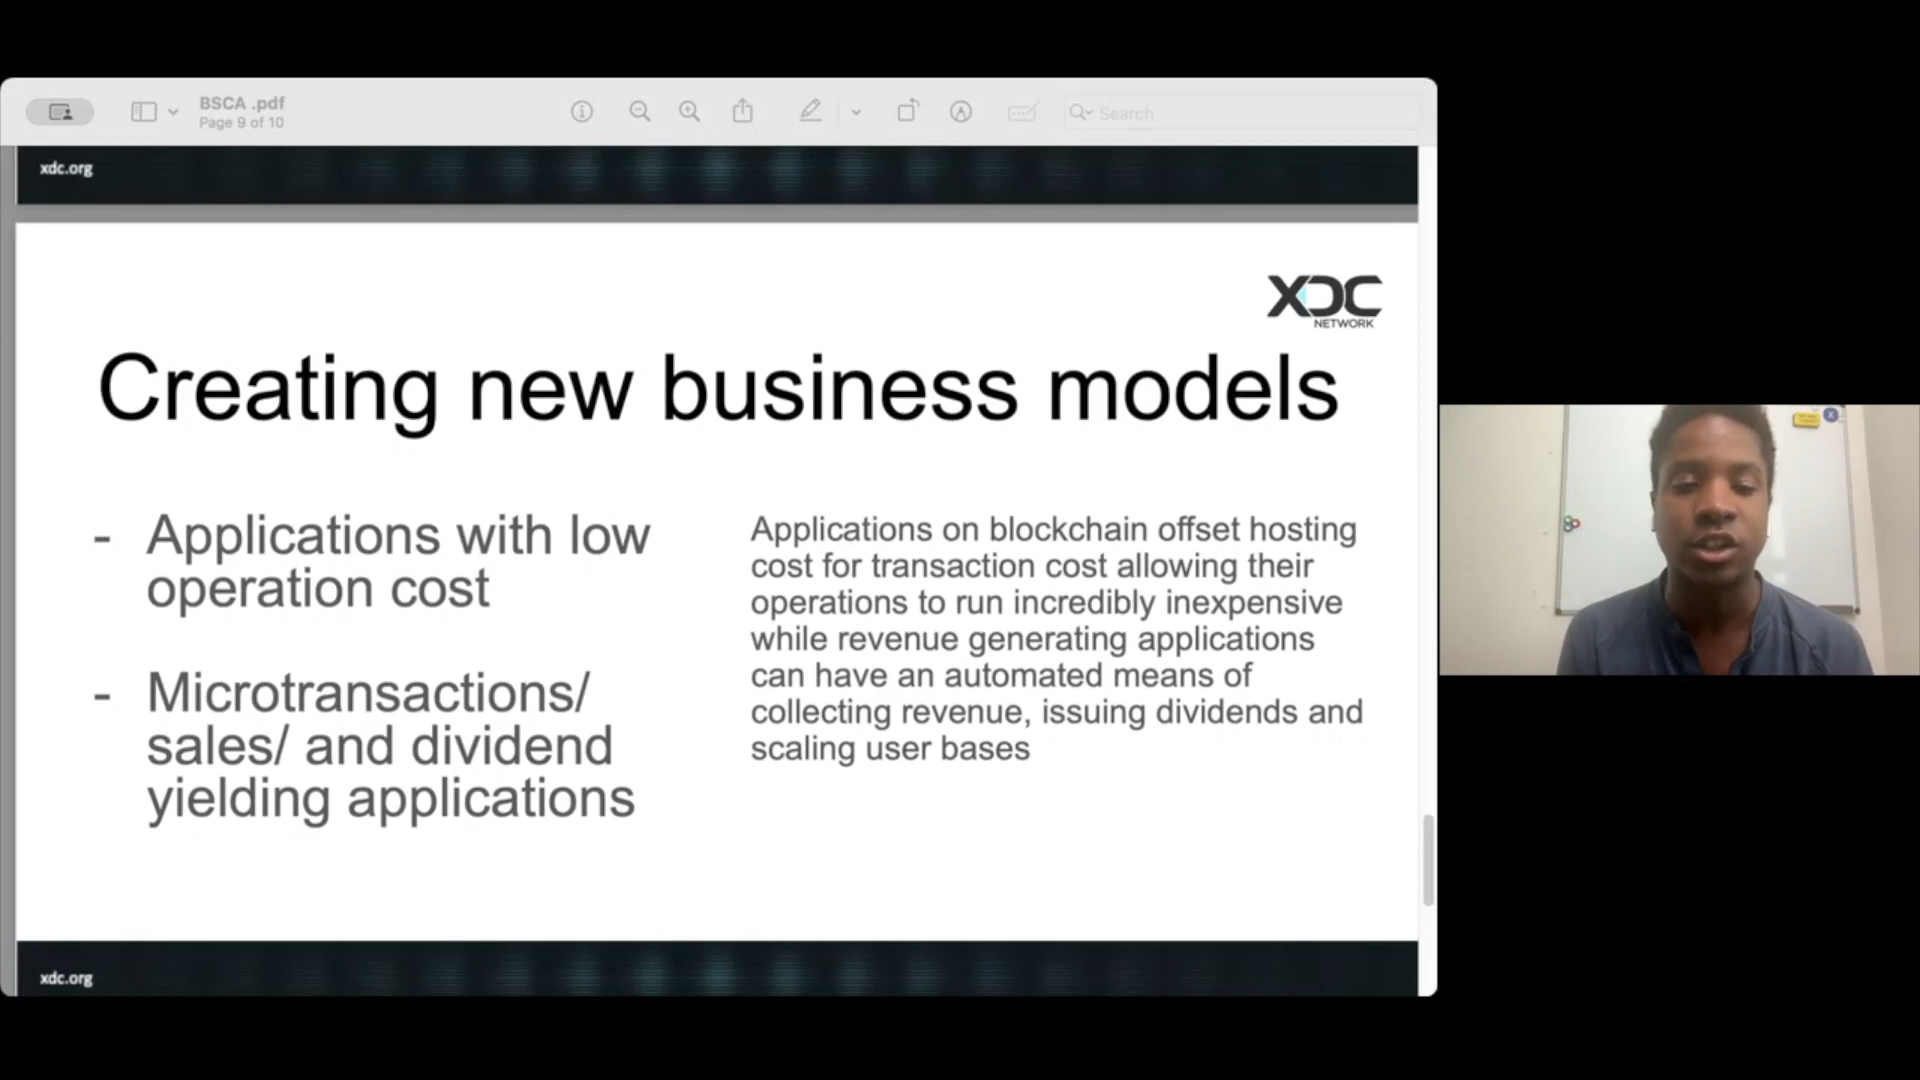 BSCA .pdf
Page 9 of 10
Search
xdc.org
XDC
NETWORK
Creating new business models
- Applications with low
operation cost
- Microtransactions/
sales/ and dividend
yielding applications
Applications on blockchain offset hosting
cost for transaction cost allowing their
operations to run incredibly inexpensive
while revenue generating applications
can have an automated means of
collecting revenue, issuing dividends and
scaling user bases
xdc.org